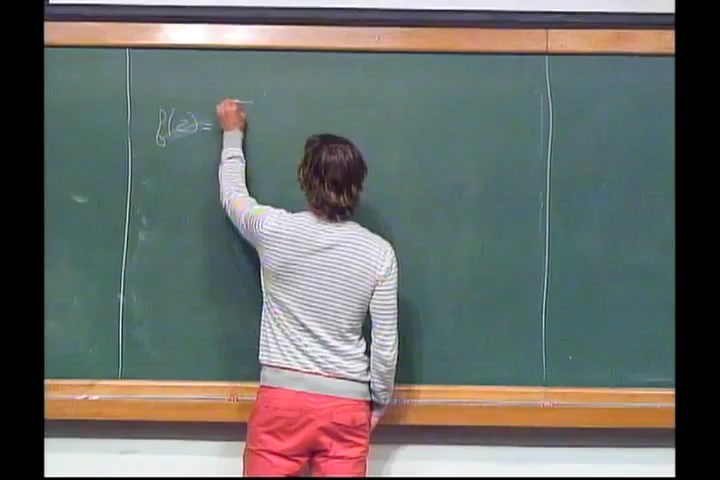 f(z) =